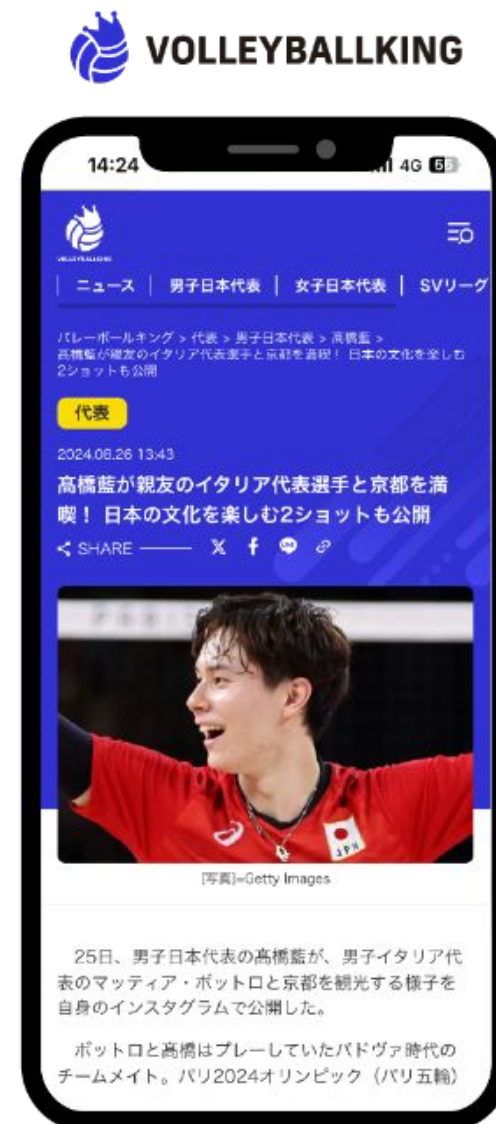 VOLLEYBALLKING
14:24
4G
VOLLEYBALLKING
ニュース | 男子日本代表 | 女子日本代表 | SVリーグ
バレーボールキング > 代表 > 男子日本代表 > 髙橋藍 >
髙橋藍が親友のイタリア代表選手と京都を満喫！ 日本の文化を楽しむ
2ショットも公開
代表
2024.08.26 13:43
髙橋藍が親友のイタリア代表選手と京都を満
喫！ 日本の文化を楽しむ2ショットも公開
SHARE
JPN
[写真]=Getty Images
25日、男子日本代表の髙橋藍が、男子イタリア代
表のマッティア・ボットロと京都を観光する様子を
自身のインスタグラムで公開した。
ボットロと髙橋はプレーしていたパドヴァ時代の
チームメイト。パリ2024オリンピック（パリ五輪）